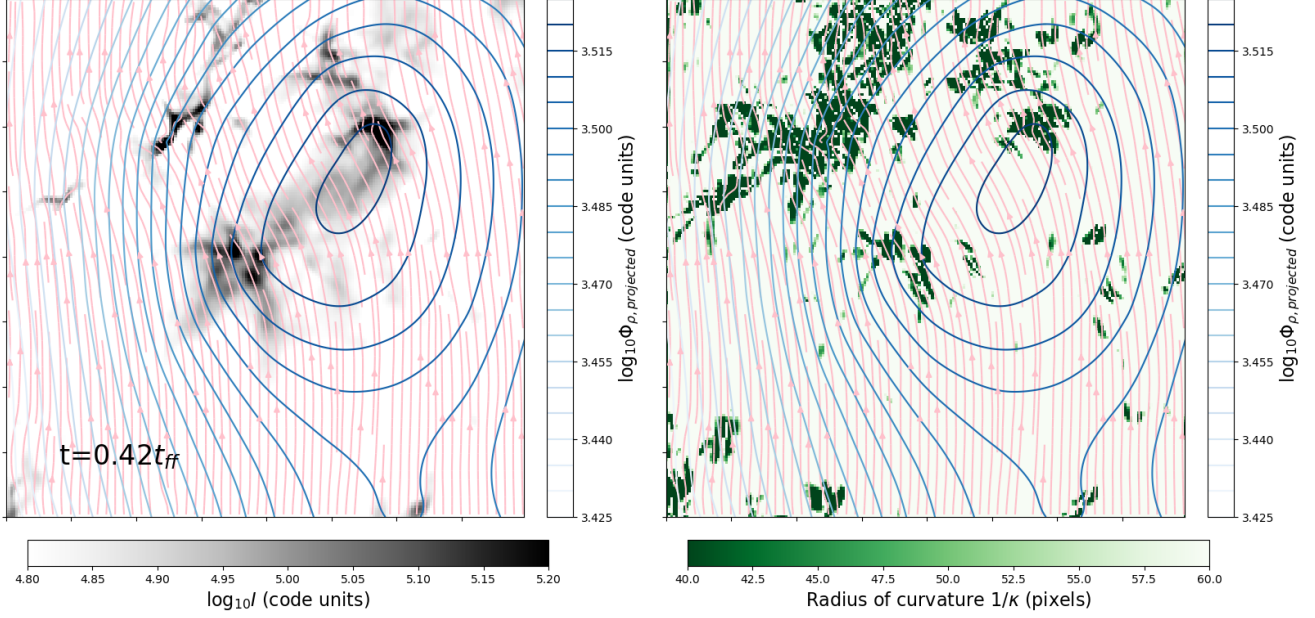 3.515
3.500
3.485
3.470
3.455
3.440
3.425
log₁₀Φρ, projected (code units)
t=0.42tff
4.80 4.85 4.90 4.95 5.00 5.05 5.10 5.15 5.20
log₁₀I (code units)
3.515
3.500
3.485
3.470
3.455
3.440
3.425
log₁₀Φρ, projected (code units)
40.0 42.5 45.0 47.5 50.0 52.5 55.0 57.5 60.0
Radius of curvature 1/κ (pixels)